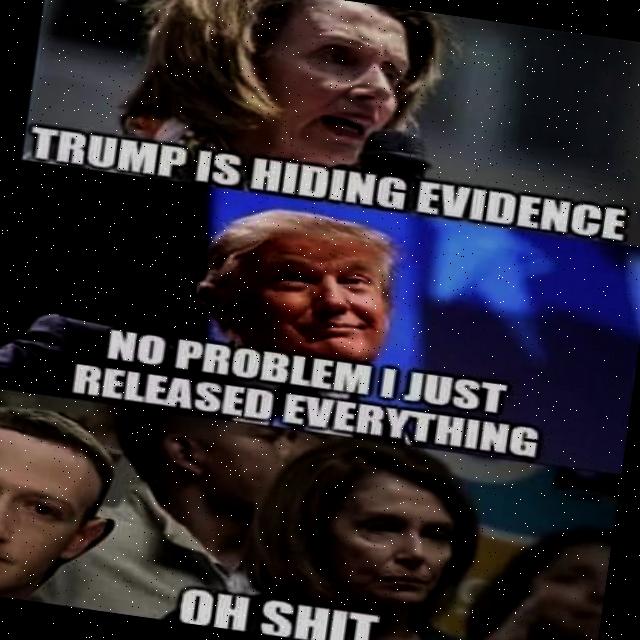 TRUMP IS HIDING EVIDENCE
NO PROBLEM I JUST
RELEASED EVERYTHING
OH SHIT